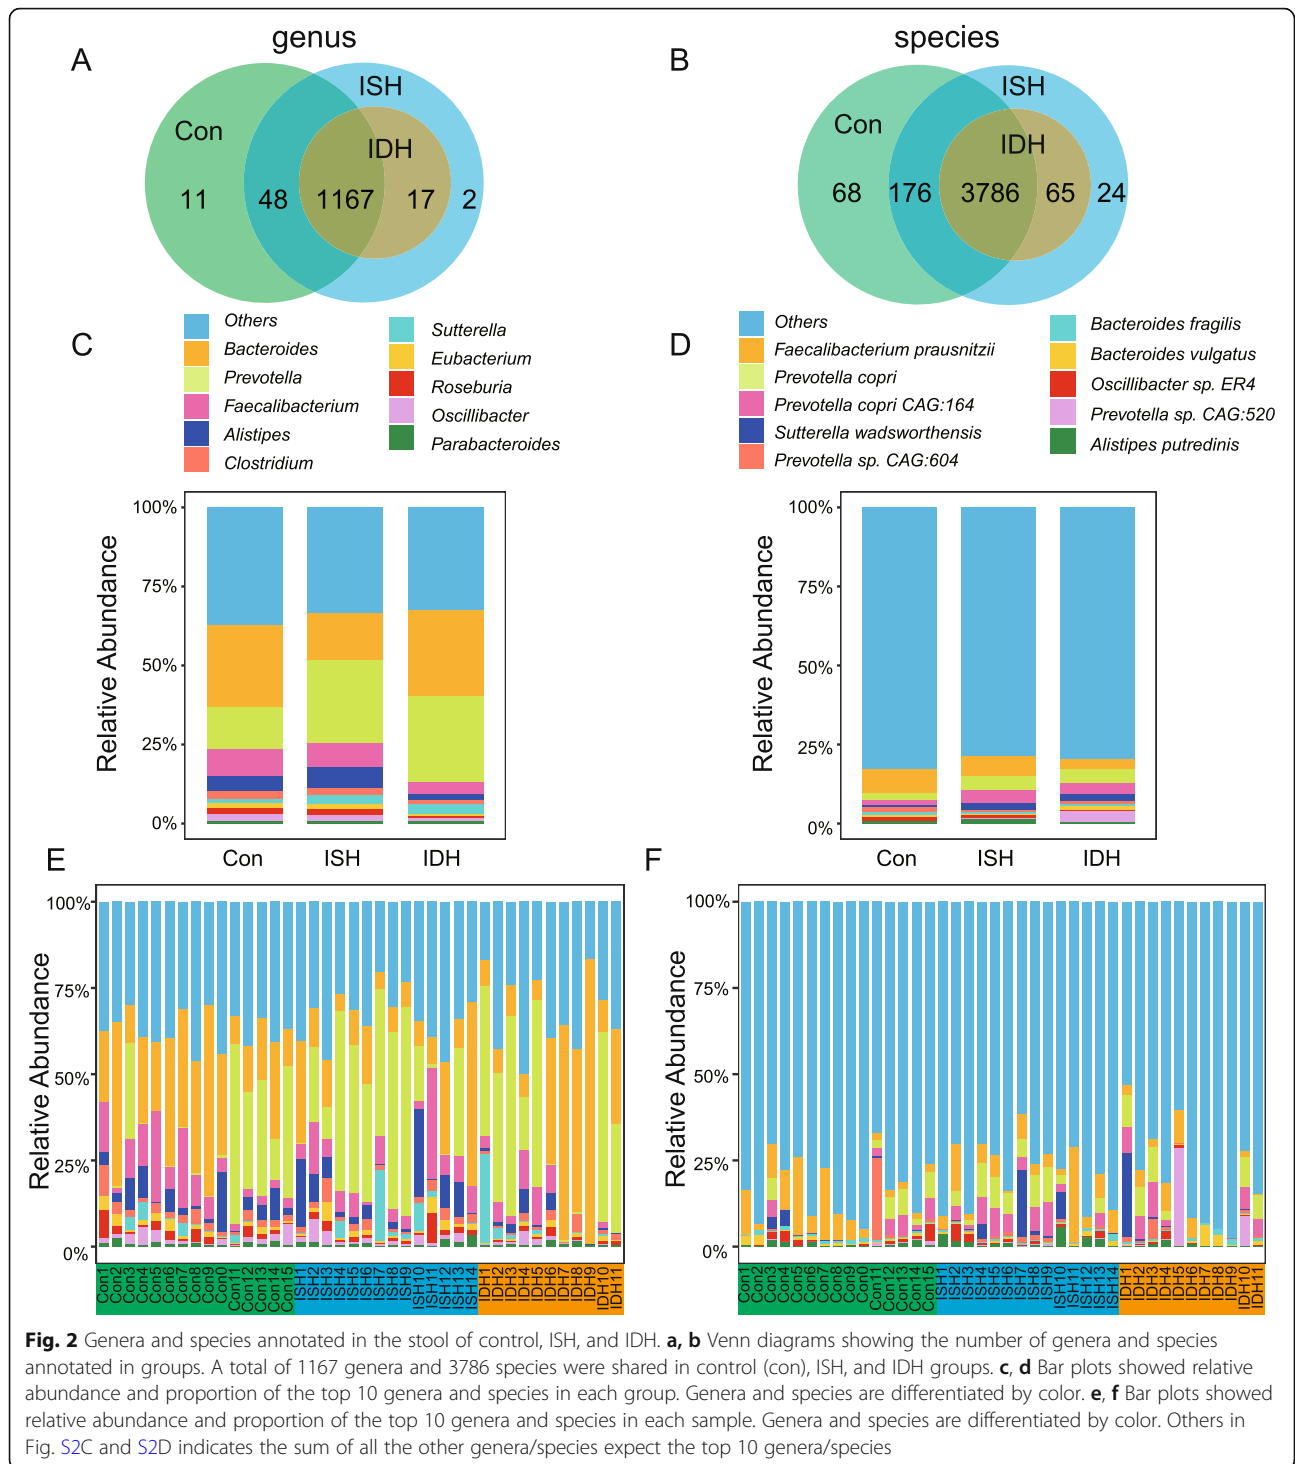 genus
species
A
B
ISH
Con
IDH
11
48
1167
17
2
ISH
Con
IDH
68
176
3786
65
24
C
Others
Bacteroides
Prevotella
Faecalibacterium
Alistipes
Clostridium
Sutterella
Eubacterium
Roseburia
Oscillibacter
Parabacteroides
D
Others
Faecalibacterium prausnitzii
Prevotella copri
Prevotella copri CAG:164
Sutterella wadsworthensis
Prevotella sp. CAG:604
Bacteroides fragilis
Bacteroides vulgatus
Oscillibacter sp. ER4
Prevotella sp. CAG:520
Alistipes putredinis
Relative Abundance
100%
75%
50%
25%
0%
Con
ISH
IDH
Relative Abundance
100%
75%
50%
25%
0%
Con
ISH
IDH
E
Relative Abundance
100%
75%
50%
25%
0%
Con1
Con2
Con3
Con4
Con5
Con6
Con7
Con8
Con9
Con0
Con11
Con12
Con13
Con14
Con15
ISH1
ISH2
ISH3
ISH4
ISH5
ISH6
ISH7
ISH8
ISH9
ISH10
ISH11
ISH12
ISH13
ISH14
IDH1
IDH2
IDH3
IDH4
IDH5
IDH6
IDH7
IDH8
IDH9
IDH10
IDH11
F
Relative Abundance
100%
75%
50%
25%
0%
Con1
Con2
Con3
Con4
Con5
Con6
Con7
Con8
Con9
Con0
Con11
Con12
Con13
Con14
Con15
ISH1
ISH2
ISH3
ISH4
ISH5
ISH6
ISH7
ISH8
ISH9
ISH10
ISH11
ISH12
ISH13
ISH14
IDH1
IDH2
IDH3
IDH4
IDH5
IDH6
IDH7
IDH8
IDH9
IDH10
IDH11
Fig. 2 Genera and species annotated in the stool of control, ISH, and IDH. a, b Venn diagrams showing the number of genera and species
annotated in groups. A total of 1167 genera and 3786 species were shared in control (con), ISH, and IDH groups. c, d Bar plots showed relative
abundance and proportion of the top 10 genera and species in each group. Genera and species are differentiated by color. e, f Bar plots showed
relative abundance and proportion of the top 10 genera and species in each sample. Genera and species are differentiated by color. Others in
Fig. S2C and S2D indicates the sum of all the other genera/species expect the top 10 genera/species